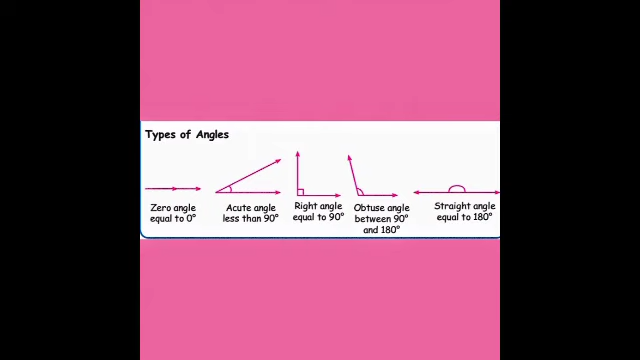 Types of Angles
Zero angle
equal to 0°
Acute angle
less than 90°
Right angle
equal to 90°
Obtuse angle
between 90°
and 180°
Straight angle
equal to 180°